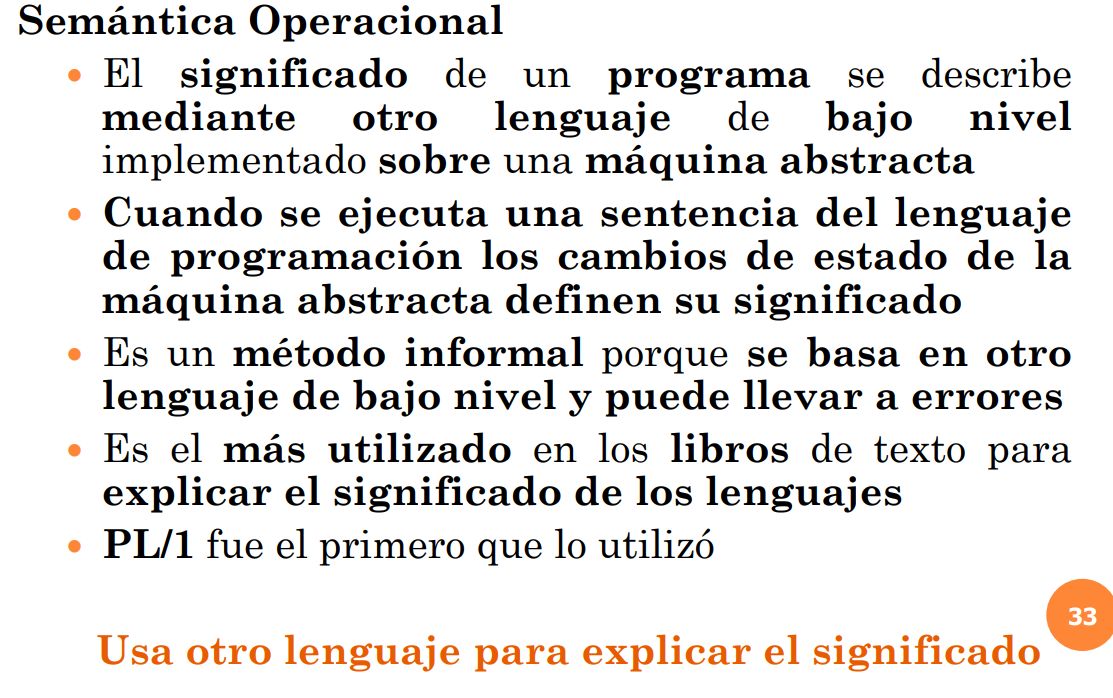 Semántica Operacional
• El significado de un programa se describe
mediante otro lenguaje de bajo nivel
implementado sobre una máquina abstracta
• Cuando se ejecuta una sentencia del lenguaje
de programación los cambios de estado de la
máquina abstracta definen su significado
• Es un método informal porque se basa en otro
lenguaje de bajo nivel y puede llevar a errores
• Es el más utilizado en los libros de texto para
explicar el significado de los lenguajes
• PL/1 fue el primero que lo utilizó
33
Usa otro lenguaje para explicar el significado